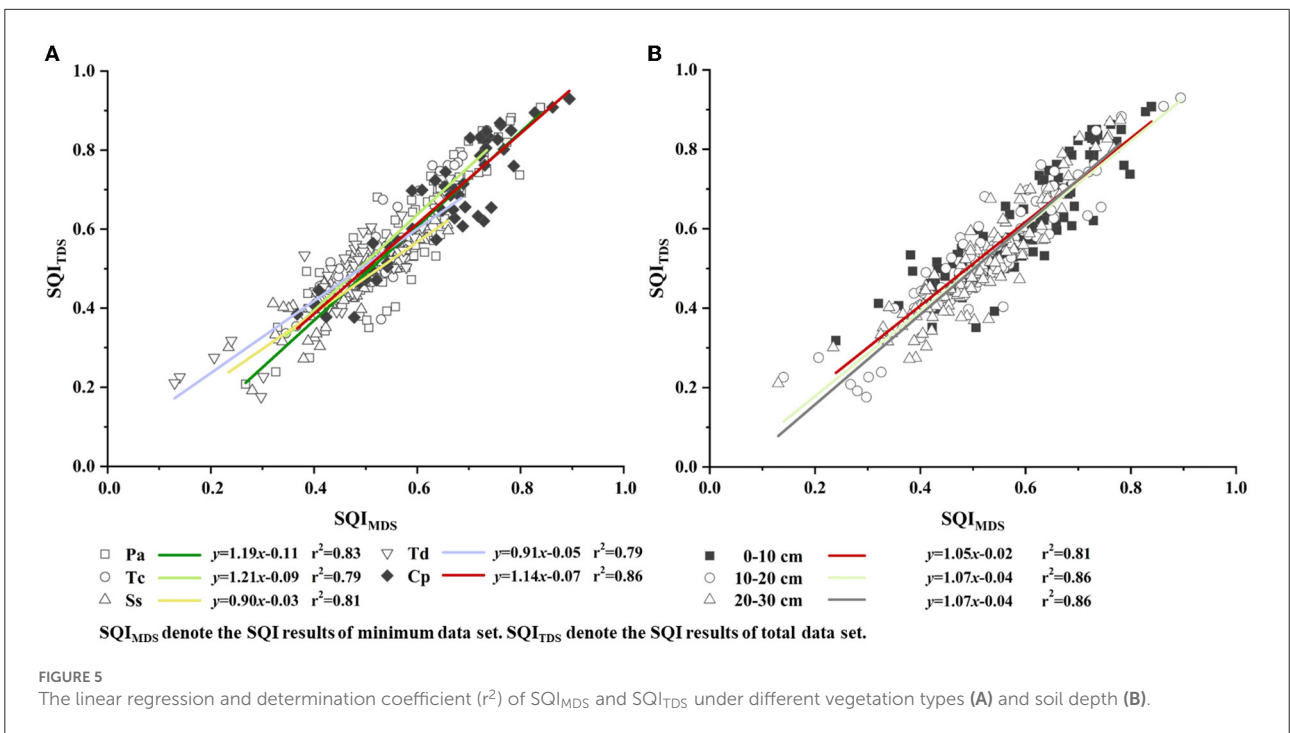 A
B
1.0
0.8
0.6
0.4
0.2
0.0
SQITDS
0.0 0.2 0.4 0.6 0.8 1.0
SQIMDS
1.0
0.8
0.6
0.4
0.2
0.0
SQITDS
0.0 0.2 0.4 0.6 0.8 1.0
SQIMDS
Pa y=1.19x-0.11 r²=0.83 Td y=0.91x-0.05 r²=0.79
Tc y=1.21x-0.09 r²=0.79 Cp y=1.14x-0.07 r²=0.86
Ss y=0.90x-0.03 r²=0.81
0-10 cm y=1.05x-0.02 r²=0.81
10-20 cm y=1.07x-0.04 r²=0.86
20-30 cm y=1.07x-0.04 r²=0.86
SQIMDS denote the SQI results of minimum data set. SQITDS denote the SQI results of total data set.
FIGURE 5
The linear regression and determination coefficient (r²) of SQIMDS and SQITDS under different vegetation types (A) and soil depth (B).